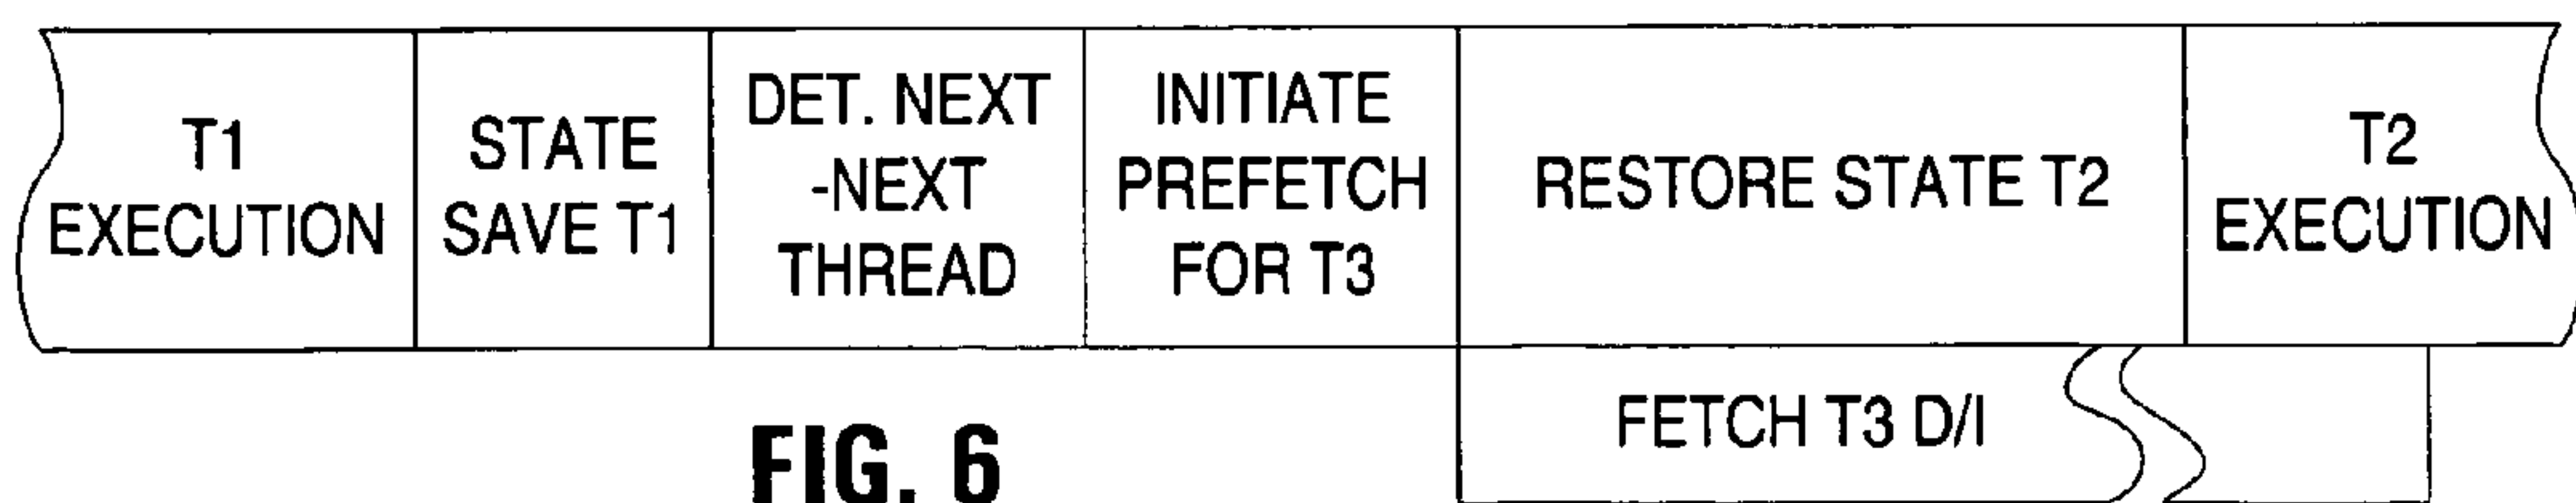 T1
EXECUTION
STATE
SAVE T1
DET. NEXT
-NEXT
THREAD
INITIATE
PREFETCH
FOR T3
RESTORE STATE T2
T2
EXECUTION
FETCH T3 D/I
FIG. 6